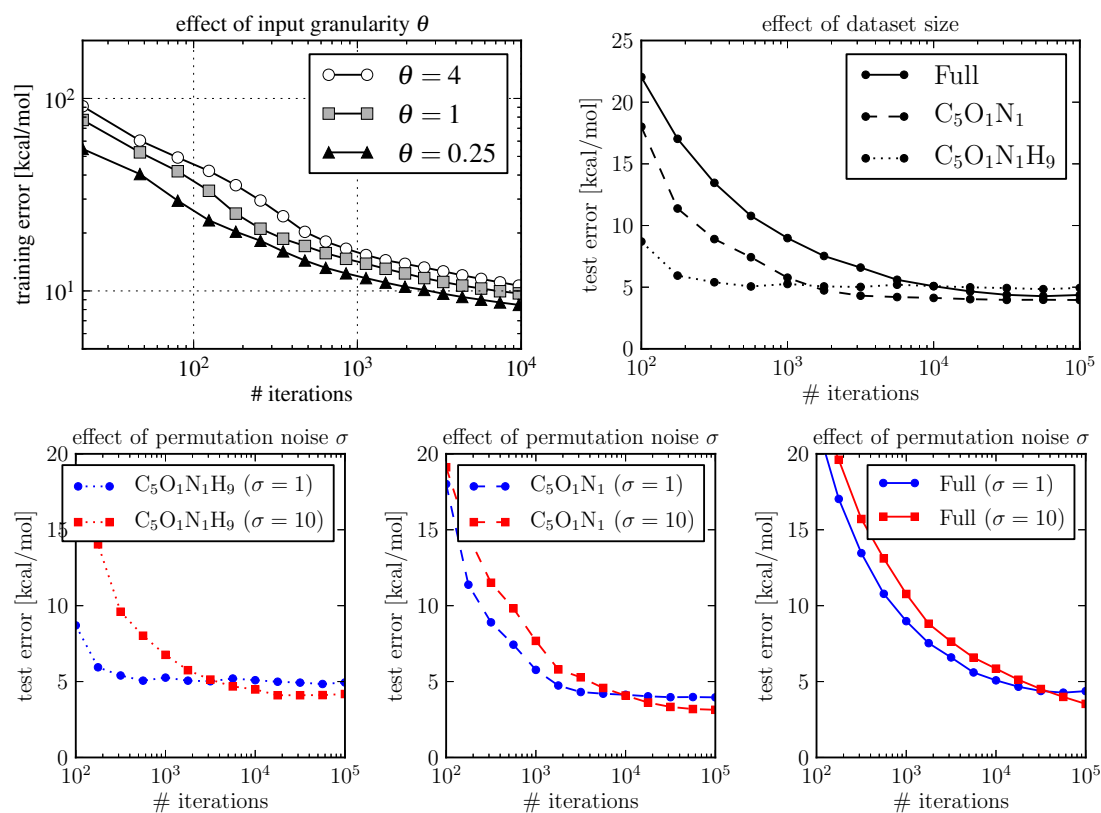 effect of input granularity θ
training error [kcal/mol]
10²
10¹
θ = 4
θ = 1
θ = 0.25
10² 10³ 10⁴
# iterations
effect of dataset size
test error [kcal/mol]
25
20
15
10
5
0
Full
C₅O₁N₁
C₅O₁N₁H₉
10² 10³ 10⁴ 10⁵
# iterations
effect of permutation noise σ
test error [kcal/mol]
20
15
10
5
0
C₅O₁N₁H₉ (σ = 1)
C₅O₁N₁H₉ (σ = 10)
10² 10³ 10⁴ 10⁵
# iterations
effect of permutation noise σ
test error [kcal/mol]
20
15
10
5
0
C₅O₁N₁ (σ = 1)
C₅O₁N₁ (σ = 10)
10² 10³ 10⁴ 10⁵
# iterations
effect of permutation noise σ
test error [kcal/mol]
20
15
10
5
0
Full (σ = 1)
Full (σ = 10)
10² 10³ 10⁴ 10⁵
# iterations